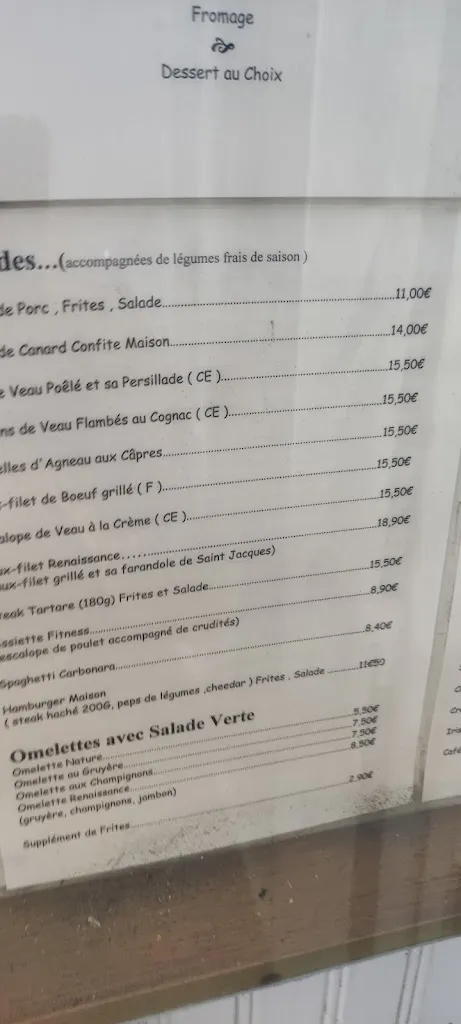 Fromage
Dessert au Choix
des...(accompagnées de légumes frais de saison )
de Porc , Frites , Salade..........11,00€
de Canard Confite Maison..........14,00€
e Veau Poêlé et sa Persillade ( CE )..........15,50€
ns de Veau Flambés au Cognac ( CE )..........15,50€
elles d'Agneau aux Câpres..........15,50€
-filet de Boeuf grillé ( F )..........15,50€
alope de Veau à la Crème ( CE )..........15,50€
ux-filet Renaissance..........18,90€
ux-filet grillé et sa farandole de Saint Jacques)
eak Tartare (180g) Frites et Salade..........15,50€
ssiette Fitness..........8,90€
escalope de poulet accompagné de crudités)
Spaghetti Carbonara..........8,40€
Hamburger Maison
( steak haché 200G, peps de légumes ,cheedar ) Frites , Salade ..........11€50
Omelettes avec Salade Verte
Omelette Nature..........5,50€
Omelette au Gruyère..........7,50€
Omelette aux Champignons..........7,50€
Omelette Renaissance..........8,50€
(gruyère, champignons, jambon)
Supplément de Frites..........2,90€
Café